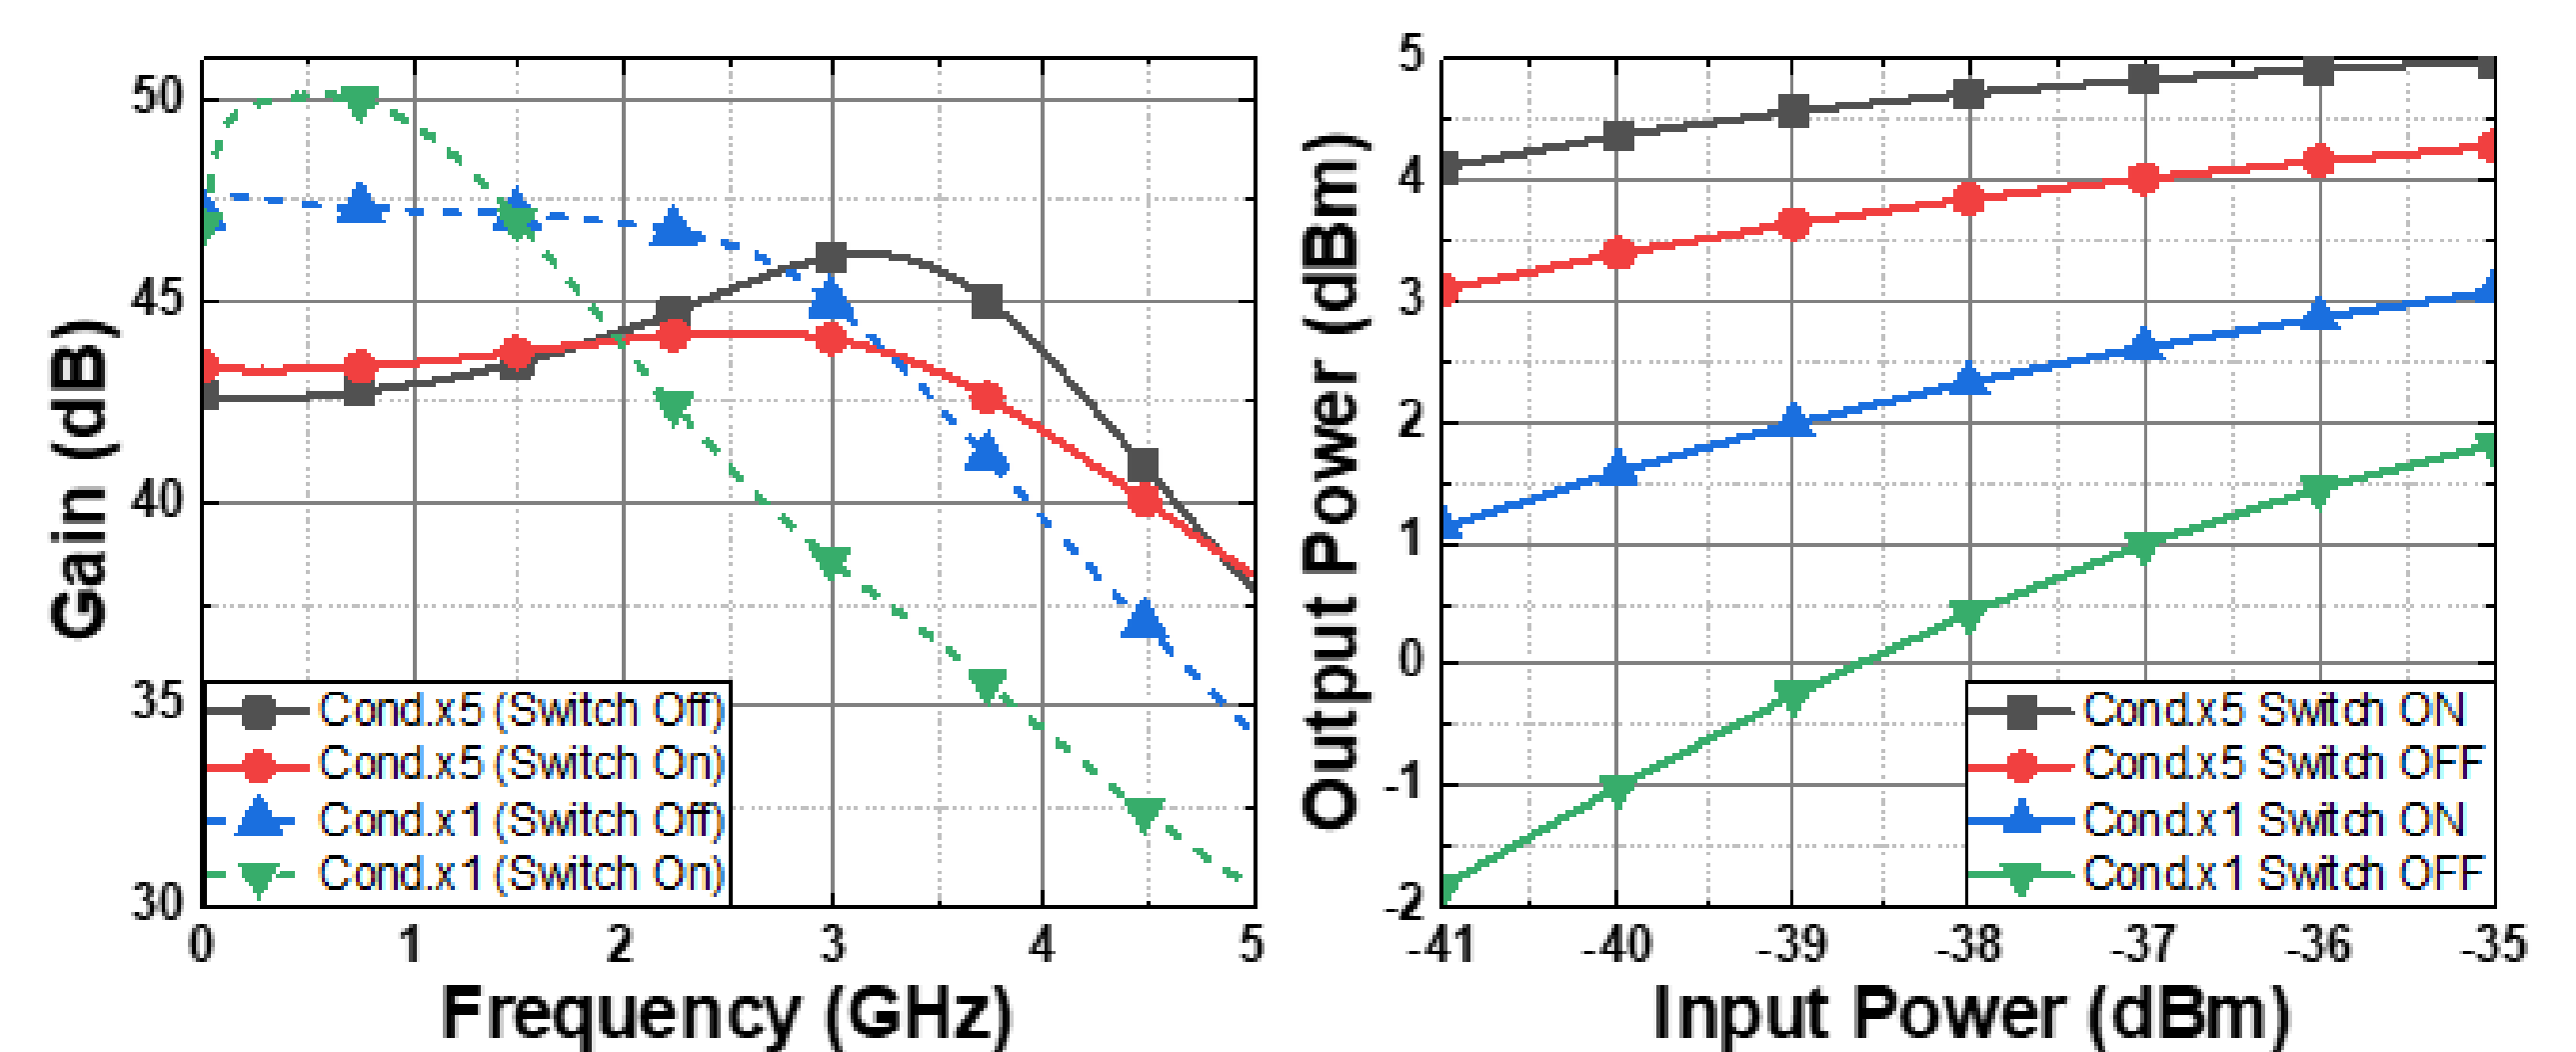 Gain (dB)
50
45
40
35
30
Cond.x5 (Switch Off)
Cond.x5 (Switch On)
Cond.x1 (Switch Off)
Cond.x1 (Switch On)
0 1 2 3 4 5
Frequency (GHz)
Output Power (dBm)
5
4
3
2
1
0
-1
-2
Cond.x5 Switch ON
Cond.x5 Switch OFF
Cond.x1 Switch ON
Cond.x1 Switch OFF
-41 -40 -39 -38 -37 -36 -35
Input Power (dBm)